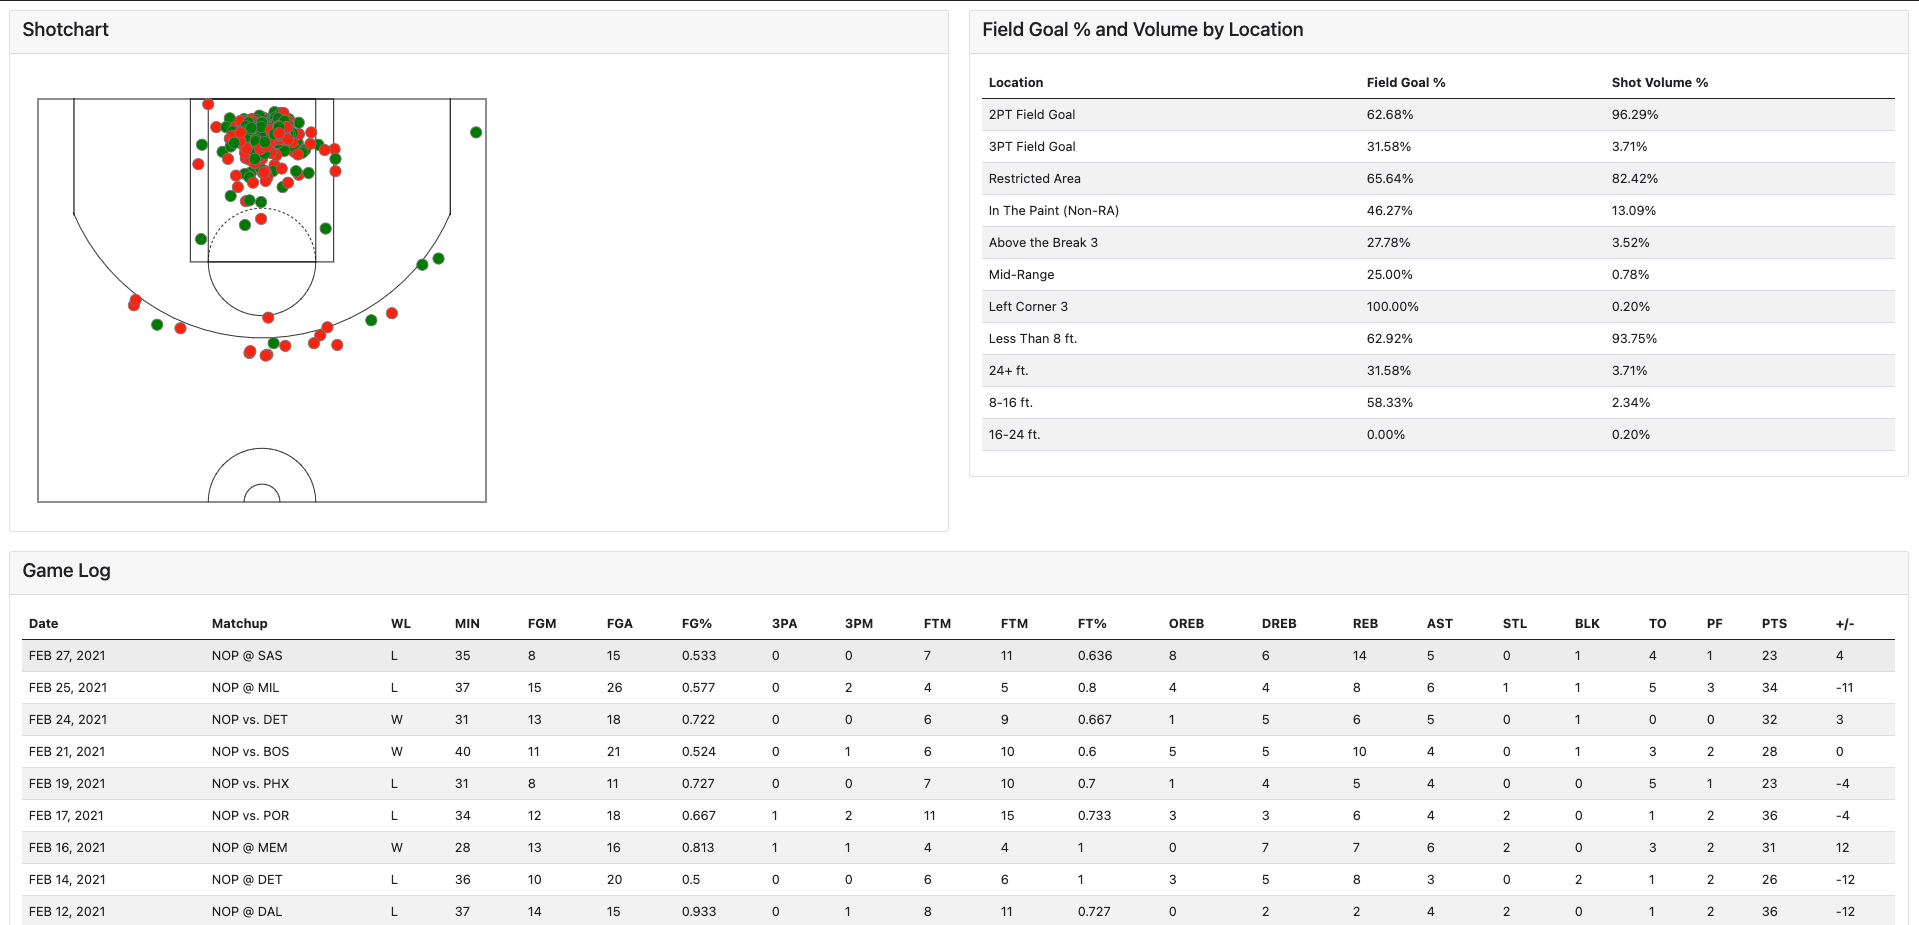 Shotchart
Field Goal % and Volume by Location
Location Field Goal % Shot Volume %
2PT Field Goal 62.68% 96.29%
3PT Field Goal 31.58% 3.71%
Restricted Area 65.64% 82.42%
In The Paint (Non-RA) 46.27% 13.09%
Above the Break 3 27.78% 3.52%
Mid-Range 25.00% 0.78%
Left Corner 3 100.00% 0.20%
Less Than 8 ft. 62.92% 93.75%
24+ ft. 31.58% 3.71%
8-16 ft. 58.33% 2.34%
16-24 ft. 0.00% 0.20%
Game Log
Date Matchup WL MIN FGM FGA FG% 3PA 3PM FTM FTM FT% OREB DREB REB AST STL BLK TO PF PTS +/-
FEB 27, 2021 NOP @ SAS L 35 8 15 0.533 0 0 7 11 0.636 8 6 14 5 0 1 4 1 23 4
FEB 25, 2021 NOP @ MIL L 37 15 26 0.577 0 2 4 5 0.8 4 4 8 6 1 1 5 3 34 -11
FEB 24, 2021 NOP vs. DET W 31 13 18 0.722 0 0 6 9 0.667 1 5 6 5 0 1 0 0 32 3
FEB 21, 2021 NOP vs. BOS W 40 11 21 0.524 0 1 6 10 0.6 5 5 10 4 0 1 3 2 28 0
FEB 19, 2021 NOP vs. PHX L 31 8 11 0.727 0 0 7 10 0.7 1 4 5 4 0 0 5 1 23 -4
FEB 17, 2021 NOP vs. POR L 34 12 18 0.667 1 2 11 15 0.733 3 3 6 4 2 0 1 2 36 -4
FEB 16, 2021 NOP @ MEM W 28 13 16 0.813 1 1 4 4 1 0 7 7 6 2 0 3 2 31 12
FEB 14, 2021 NOP @ DET L 36 10 20 0.5 0 0 6 6 1 3 5 8 3 0 2 1 2 26 -12
FEB 12, 2021 NOP @ DAL L 37 14 15 0.933 0 1 8 11 0.727 0 2 2 4 2 0 1 2 36 -12